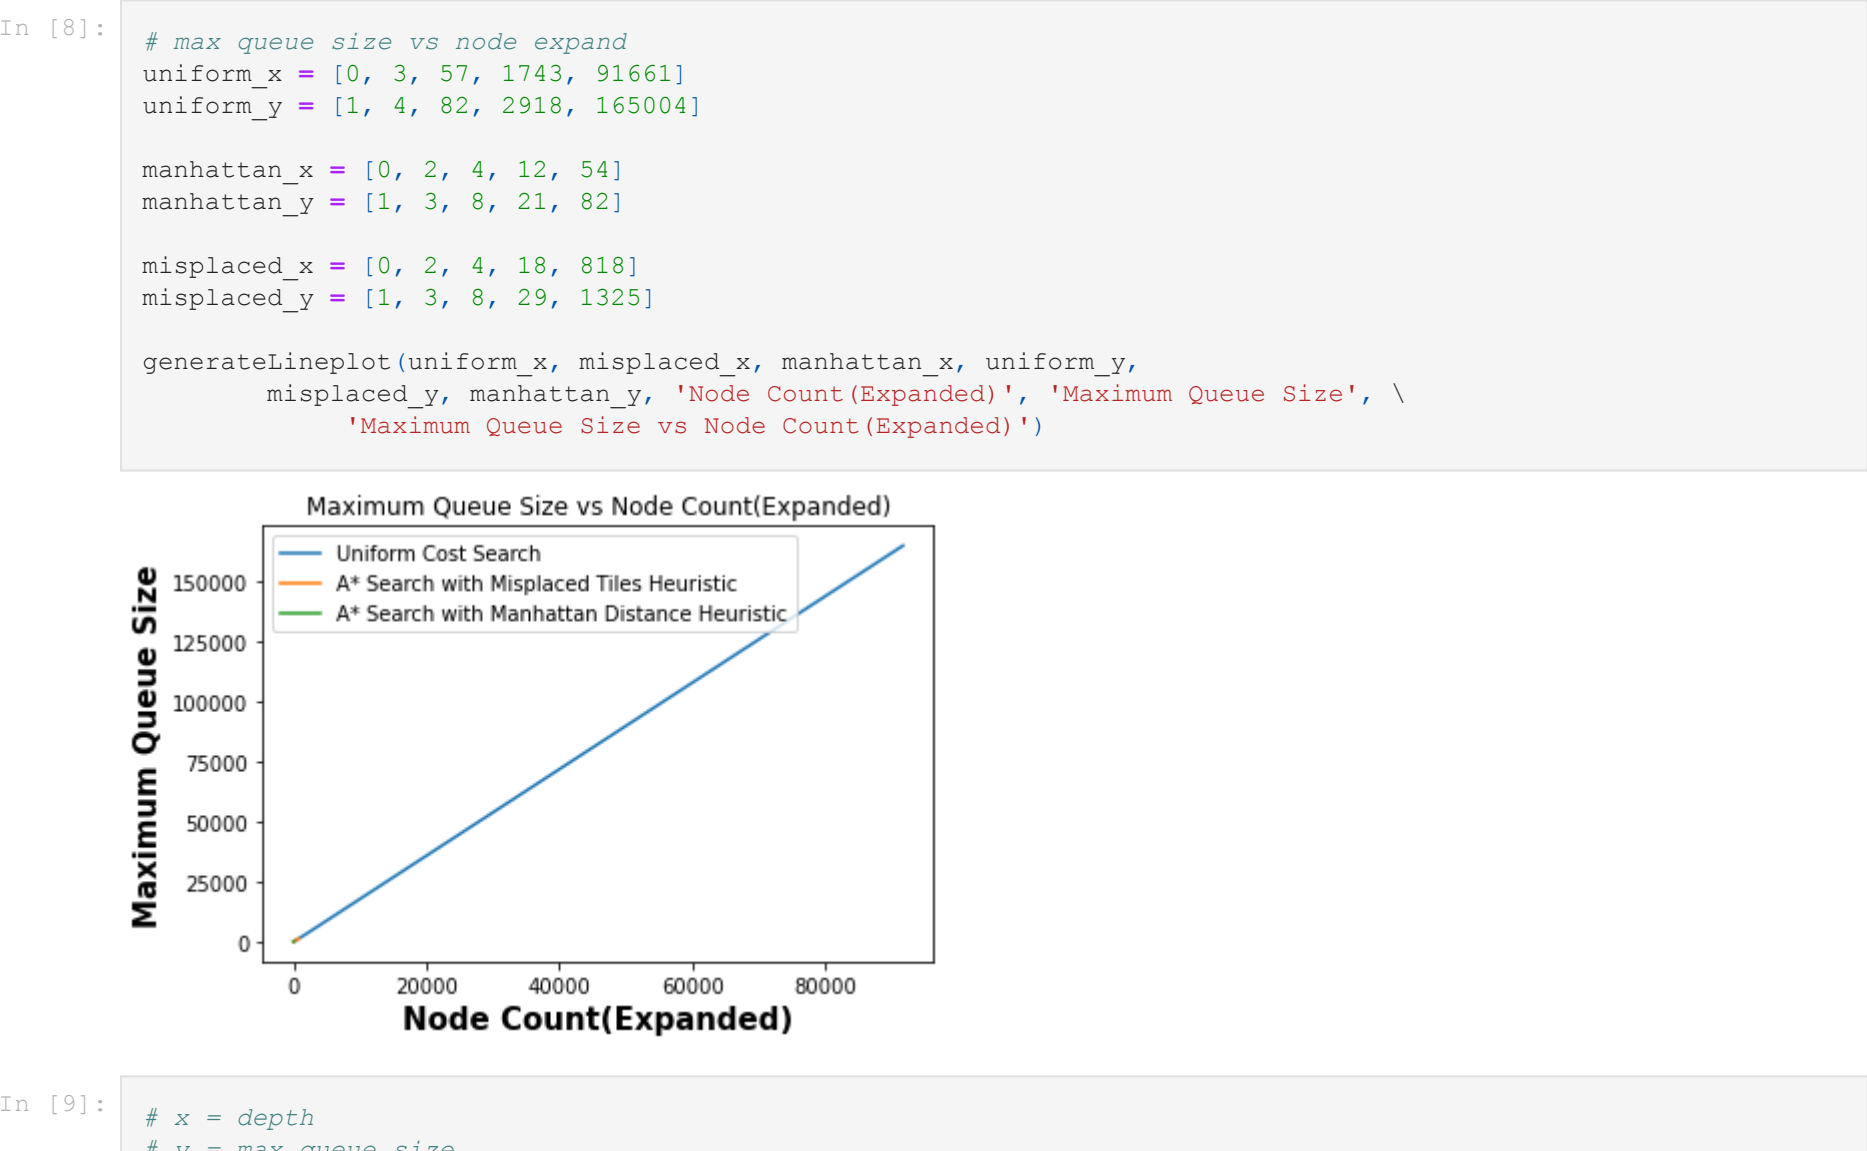 In [8]:
# max queue size vs node expand
uniform_x = [0, 3, 57, 1743, 91661]
uniform_y = [1, 4, 82, 2918, 165004]
manhattan_x = [0, 2, 4, 12, 54]
manhattan_y = [1, 3, 8, 21, 82]
misplaced_x = [0, 2, 4, 18, 818]
misplaced_y = [1, 3, 8, 29, 1325]
generateLineplot(uniform_x, misplaced_x, manhattan_x, uniform_y,
misplaced_y, manhattan_y, 'Node Count(Expanded)', 'Maximum Queue Size', \
'Maximum Queue Size vs Node Count(Expanded)')
Maximum Queue Size vs Node Count(Expanded)
Uniform Cost Search
A* Search with Misplaced Tiles Heuristic
A* Search with Manhattan Distance Heuristic
Maximum Queue Size
150000
125000
100000
75000
50000
25000
0
0 20000 40000 60000 80000
Node Count(Expanded)
In [9]:
# x = depth
# y = max queue size